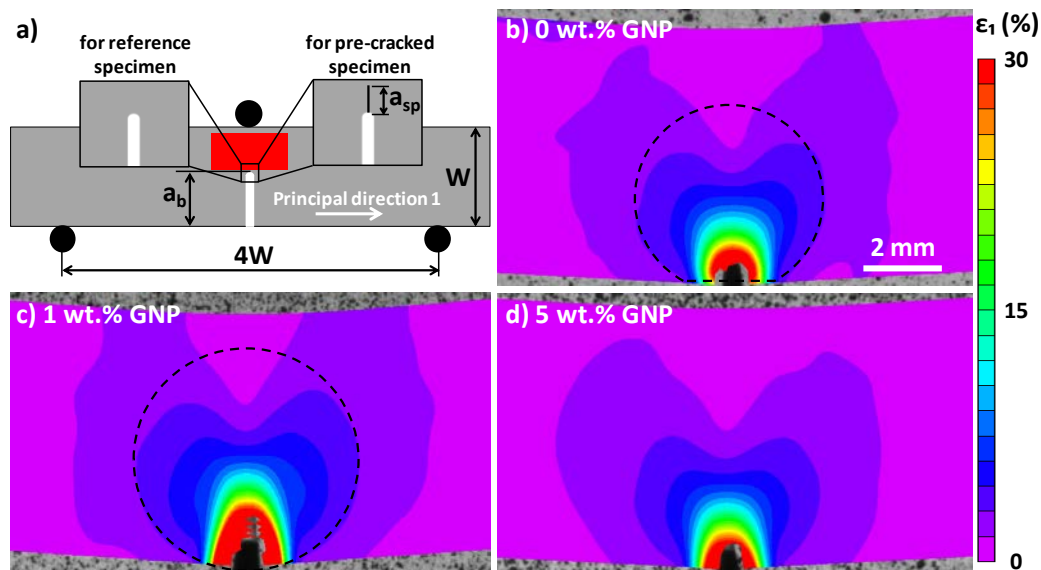 a)
for reference
specimen
for pre-cracked
specimen
a_sp
a_b
W
Principal direction 1
4W
b) 0 wt.% GNP
2 mm
ε₁ (%)
30
15
0
c) 1 wt.% GNP
d) 5 wt.% GNP